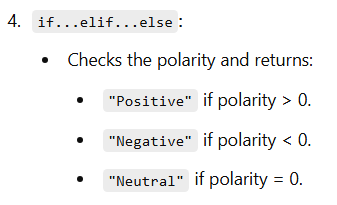 4. if...elif...else:
• Checks the polarity and returns:
• "Positive" if polarity > 0.
• "Negative" if polarity < 0.
• "Neutral" if polarity = 0.